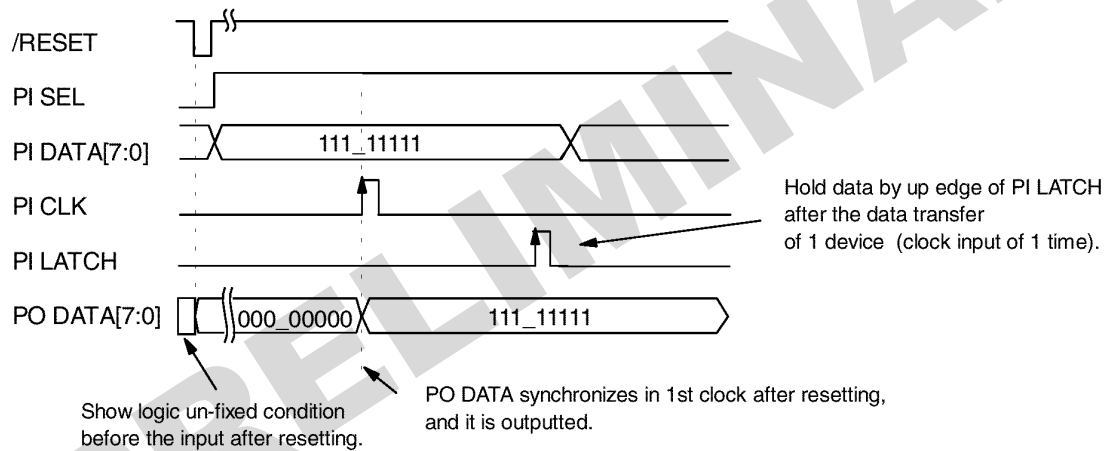 /RESET
PI SEL
PI DATA[7:0]
111_11111
PI CLK
Hold data by up edge of PI LATCH
after the data transfer
of 1 device (clock input of 1 time).
PI LATCH
PO DATA[7:0]
000_00000
111_11111
Show logic un-fixed condition
before the input after resetting.
PO DATA synchronizes in 1st clock after resetting,
and it is outputted.
PRELIMINA